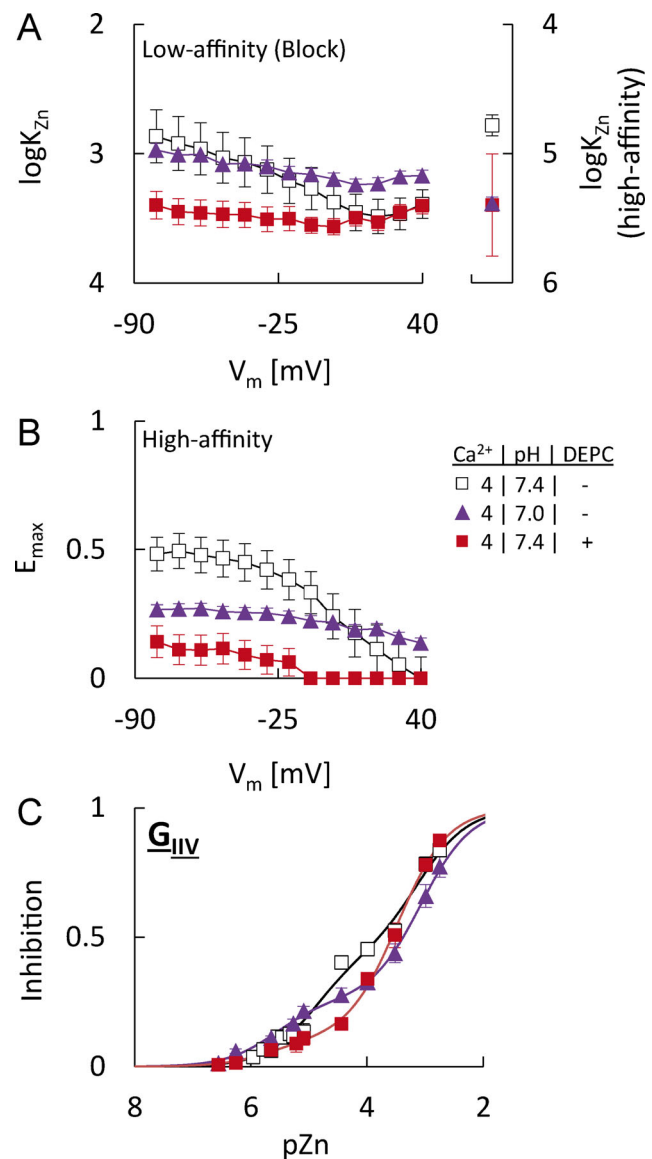 A
Low-affinity (Block)
2
3
4
logK_Zn
4
5
6
logK_Zn
(high-affinity)
-90
-25
40
V_m [mV]
B
High-affinity
1
0.5
0
E_max
Ca²⁺ | pH | DEPC
4 | 7.4 | -
4 | 7.0 | -
4 | 7.4 | +
-90
-25
40
V_m [mV]
C
G_IIV
1
0.5
0
Inhibition
8
6
4
2
pZn